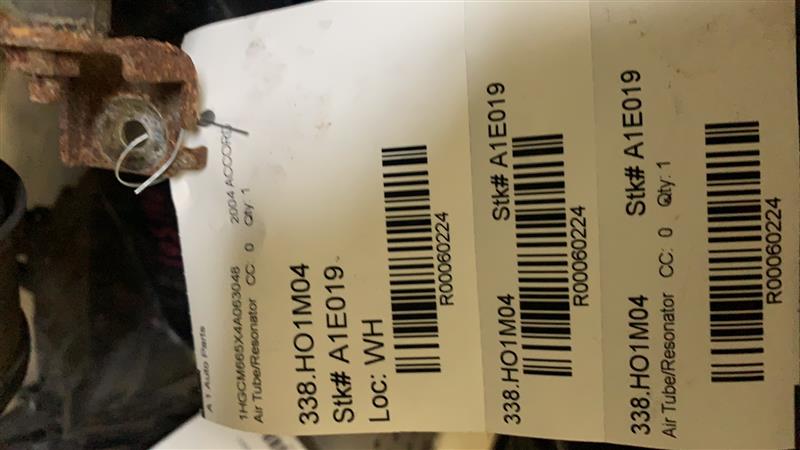 A 1 Auto Parts
1HGCM665X4A063048 2004 ACCORD
Air Tube/Resonator CC: 0 Qty: 1
338.HO1M04
Stk# A1E019
Loc: WH
R00060224
338.HO1M04 Stk# A1E019
R00060224
338.HO1M04 Stk# A1E019
Air Tube/Resonator CC: 0 Qty: 1
R00060224